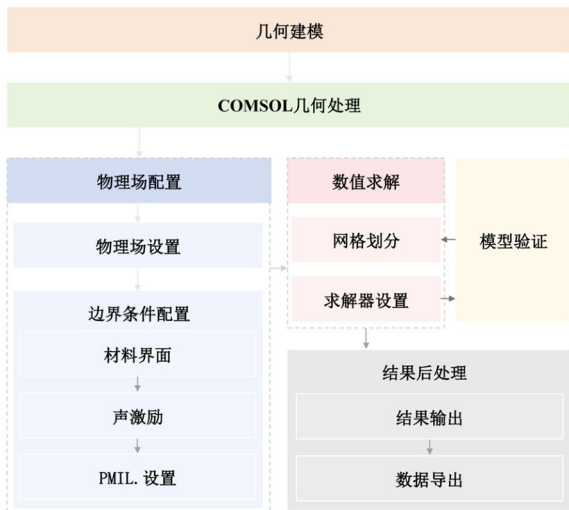 几何建模
COMSOL几何处理
物理场配置
物理场设置
边界条件配置
材料界面
声激励
PMIL.设置
数值求解
网格划分
求解器设置
模型验证
结果后处理
结果输出
数据导出